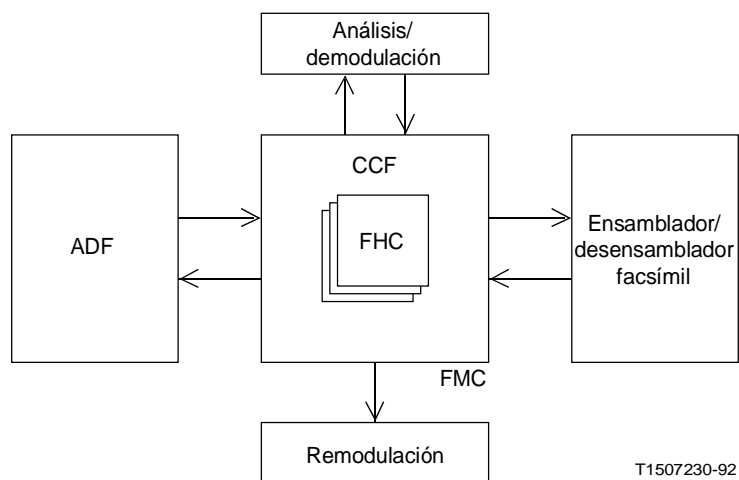 Análisis/
demodulación
CCF
FHC
ADF
Ensamblador/
desensamblador
facsímil
FMC
Remodulación
T1507230-92